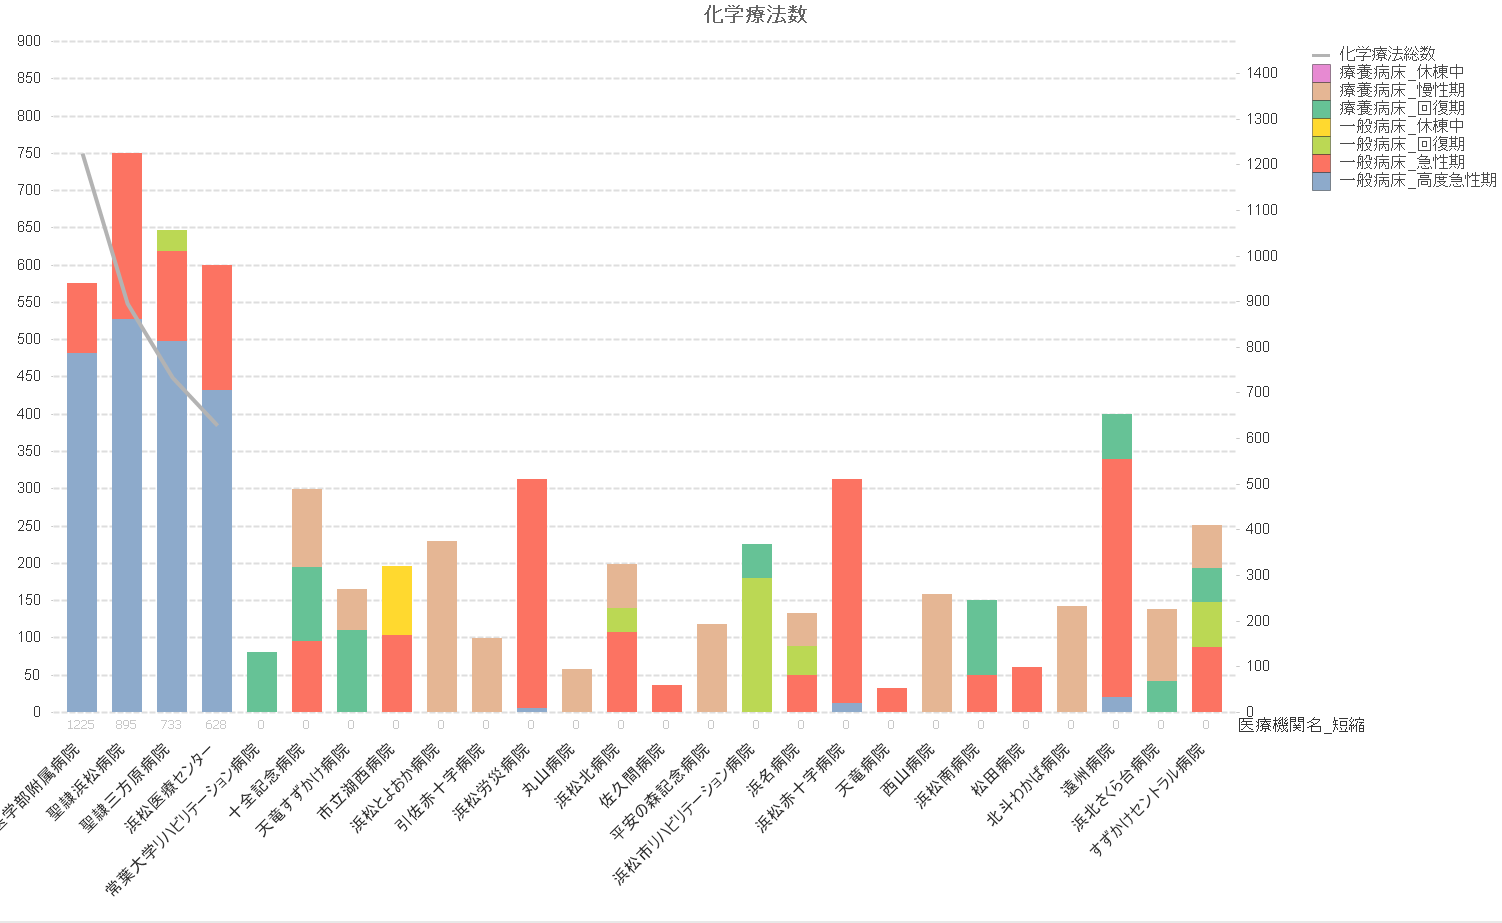 化学療法数
900
850
800
750
700
650
600
550
500
450
400
350
300
250
200
150
100
50
0
1400
1300
1200
1100
1000
900
800
700
600
500
400
300
200
100
0
化学療法総数
療養病床_休棟中
療養病床_慢性期
療養病床_回復期
一般病床_休棟中
一般病床_回復期
一般病床_急性期
一般病床_高度急性期
1225 895 733 628 0 0 0 0 0 0 0 0 0 0 0 0 0 0 0 0 0 0 0 0 0 0
医療機関名_短縮
医学部附属病院
聖隷浜松病院
聖隷三方原病院
浜松医療センター
常葉大学リハビリテーション病院
十全記念病院
天竜すずかけ病院
市立湖西病院
浜松とよおか病院
引佐赤十字病院
浜松労災病院
丸山病院
浜松北病院
佐久間病院
平安の森記念病院
浜松市リハビリテーション病院
浜名病院
浜松赤十字病院
天竜病院
西山病院
浜松南病院
松田病院
北斗わかば病院
遠州病院
浜北さくら台病院
すずかけセントラル病院